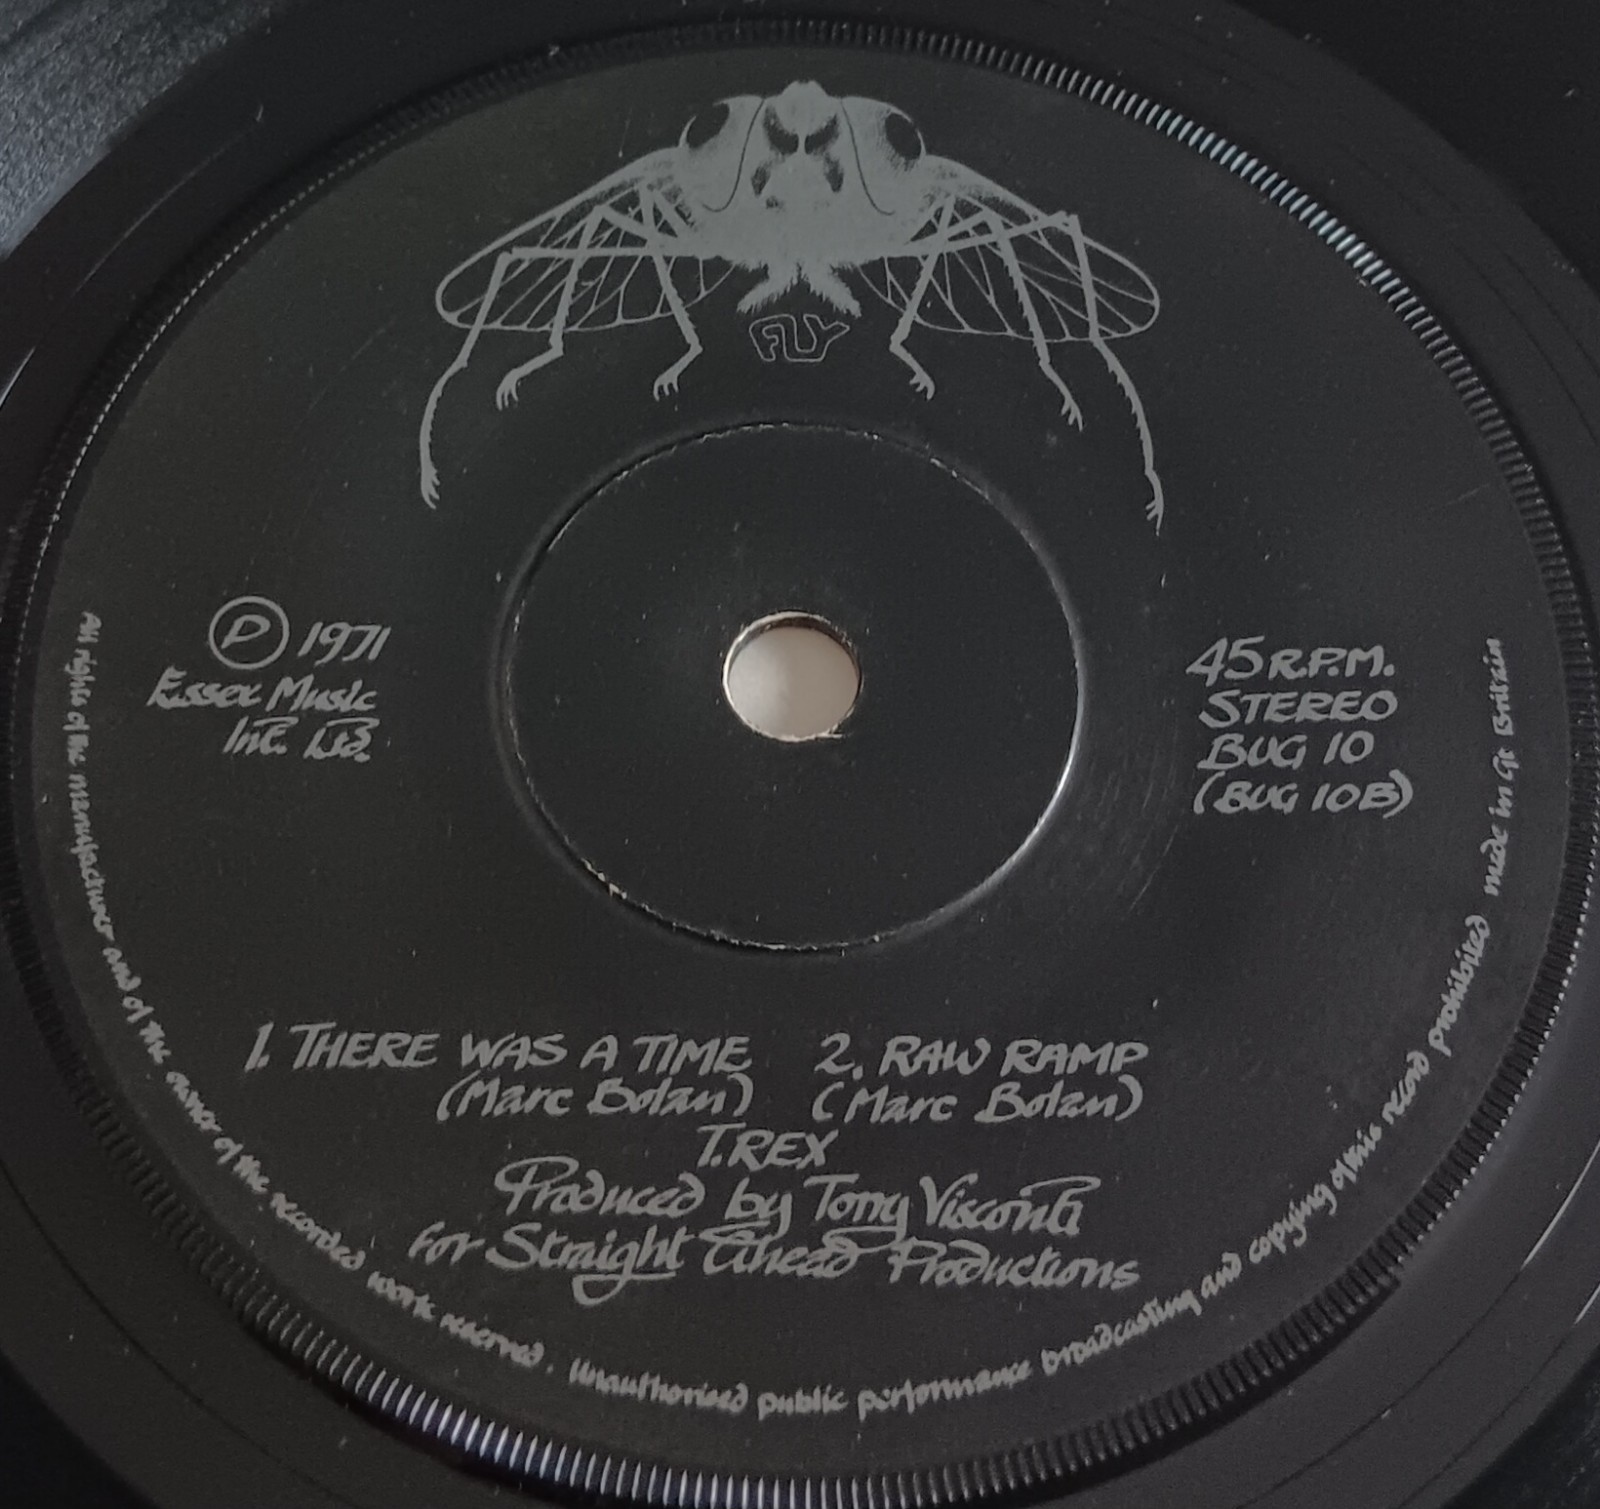 FLY
Ⓟ 1971
Essex Music
Int. Ltd.
45 R.P.M.
STEREO
BUG 10
(BUG 10B)
1. THERE WAS A TIME 2. RAW RAMP
(Marc Bolan) (Marc Bolan)
T.REX
Produced by Tony Visconti
for Straight Ahead Productions
All rights of the manufacturer and of the owner of the recorded work reserved. Unauthorised public performance broadcasting and copying of this record prohibited made in Gt Britain